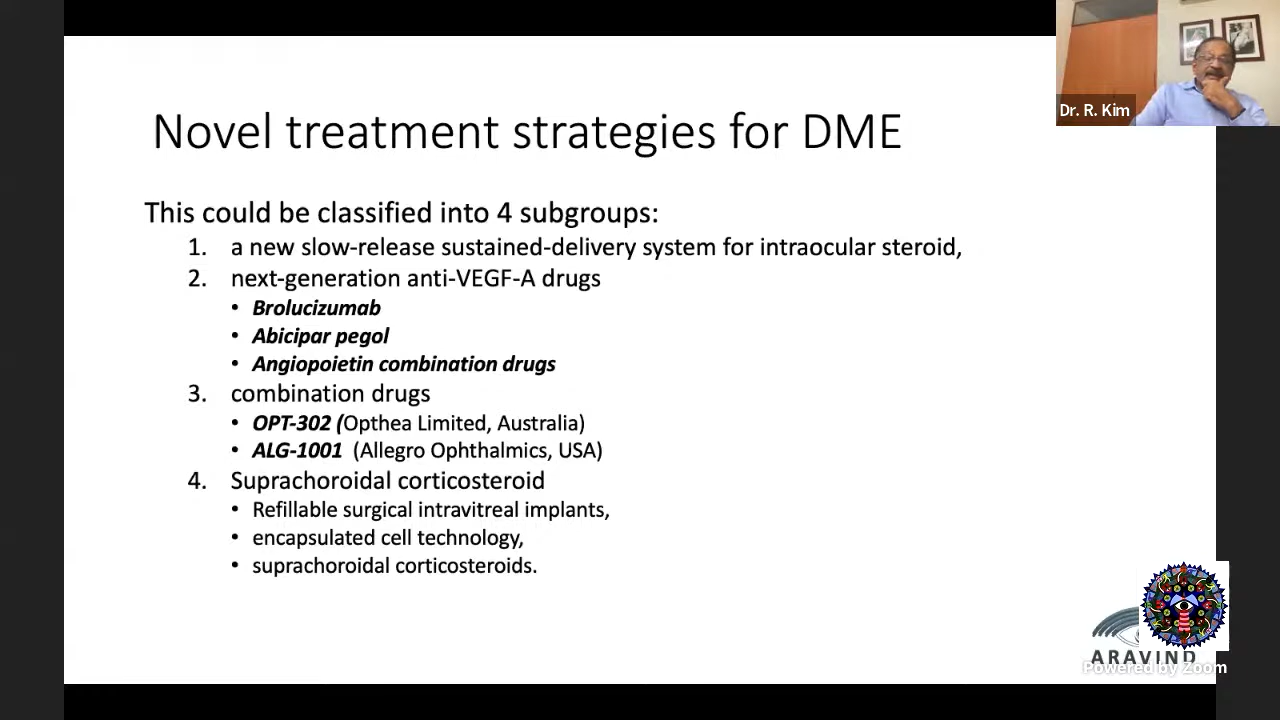 Dr. R. Kim
Novel treatment strategies for DME
This could be classified into 4 subgroups:
1. a new slow-release sustained-delivery system for intraocular steroid,
2. next-generation anti-VEGF-A drugs
• Brolucizumab
• Abicipar pegol
• Angiopoietin combination drugs
3. combination drugs
• OPT-302 (Opthea Limited, Australia)
• ALG-1001 (Allegro Ophthalmics, USA)
4. Suprachoroidal corticosteroid
• Refillable surgical intravitreal implants,
• encapsulated cell technology,
• suprachoroidal corticosteroids.
ARAVIND
Powered by Zoom